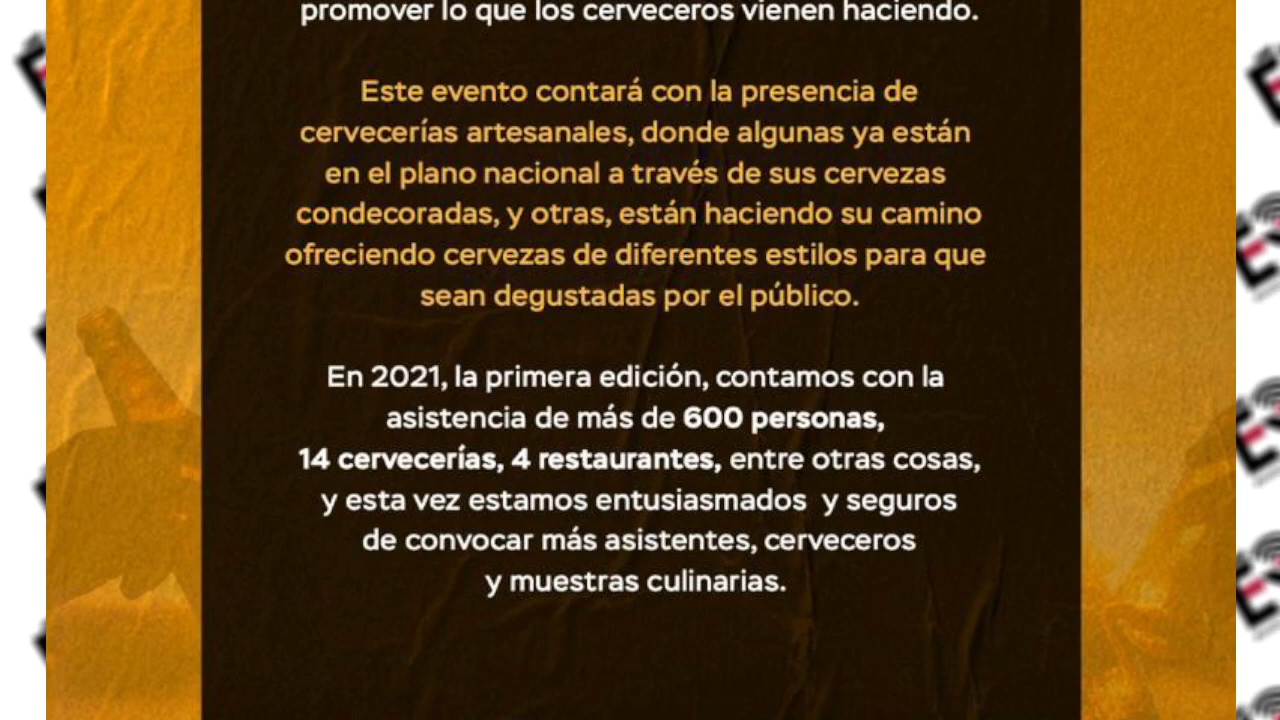 promover lo que los cerveceros vienen haciendo.
Este evento contará con la presencia de
cervecerías artesanales, donde algunas ya están
en el plano nacional a través de sus cervezas
condecoradas, y otras, están haciendo su camino
ofreciendo cervezas de diferentes estilos para que
sean degustadas por el público.
En 2021, la primera edición, contamos con la
asistencia de más de 600 personas,
14 cervecerías, 4 restaurantes, entre otras cosas,
y esta vez estamos entusiasmados  y seguros
de convocar más asistentes, cerveceros
y muestras culinarias.